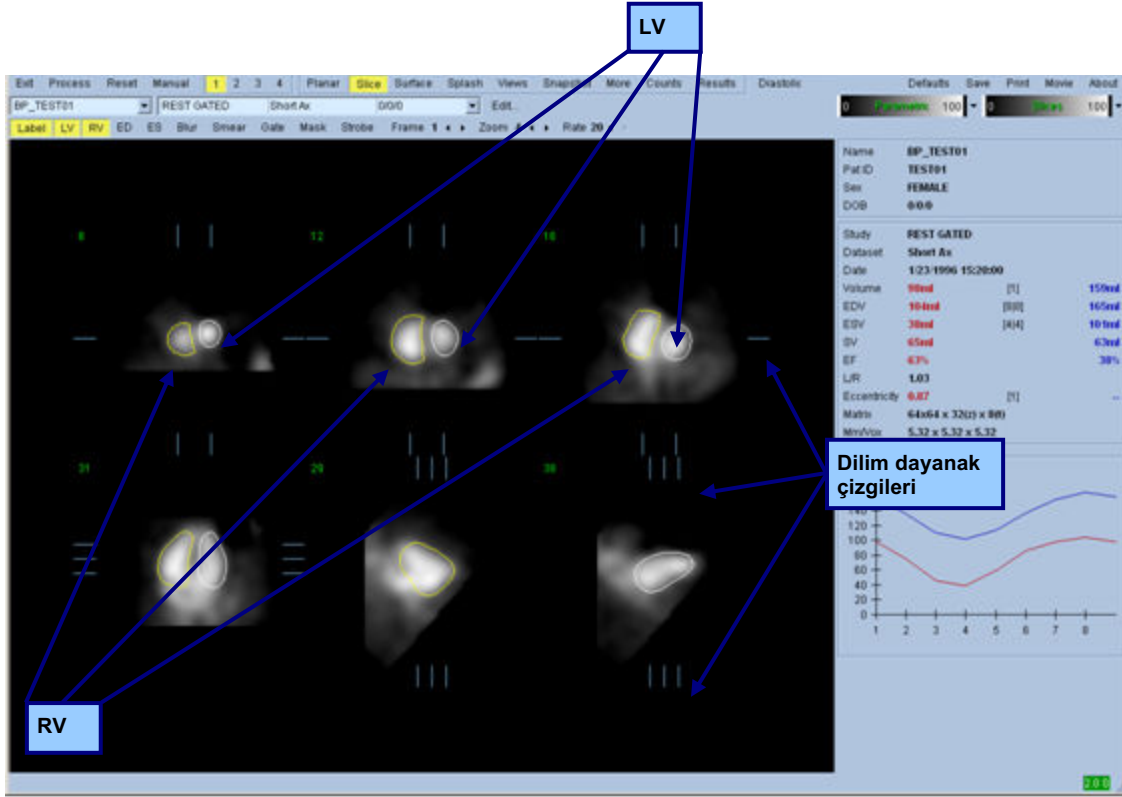 LV
Exit Process Reset Manual 1 2 3 4 Planar Slice Surface Splash Views Snapshot More Counts Results Diastolic Defaults Save Print Movie About
BP_TEST01 REST GATED Short Ax 0/0/0 Edit... 0 Parametric 100 0 Slices 100
Label LV RV ED ES Blur Smear Gate Mask Strobe Frame 1 Zoom Rate 20
8 12 16
31 29 38
Name BP_TEST01
Pat ID TEST01
Sex FEMALE
DOB 0/0/0
Study REST GATED
Dataset Short Ax
Date 1/23/1996 15:20:00
Volume 98ml [1] 159ml
EDV 104ml [8|8] 165ml
ESV 38ml [4|4] 101ml
SV 65ml 63ml
EF 63% 38%
L/R 1.03
Eccentricity 0.87 [1] --
Matrix 64x64 x 32(z) x 8(t)
Mm/Vox 5.32 x 5.32 x 5.32
Dilim dayanak
çizgileri
140
120
100
80
60
40
20
0
1 2 3 4 5 6 7 8
RV
200